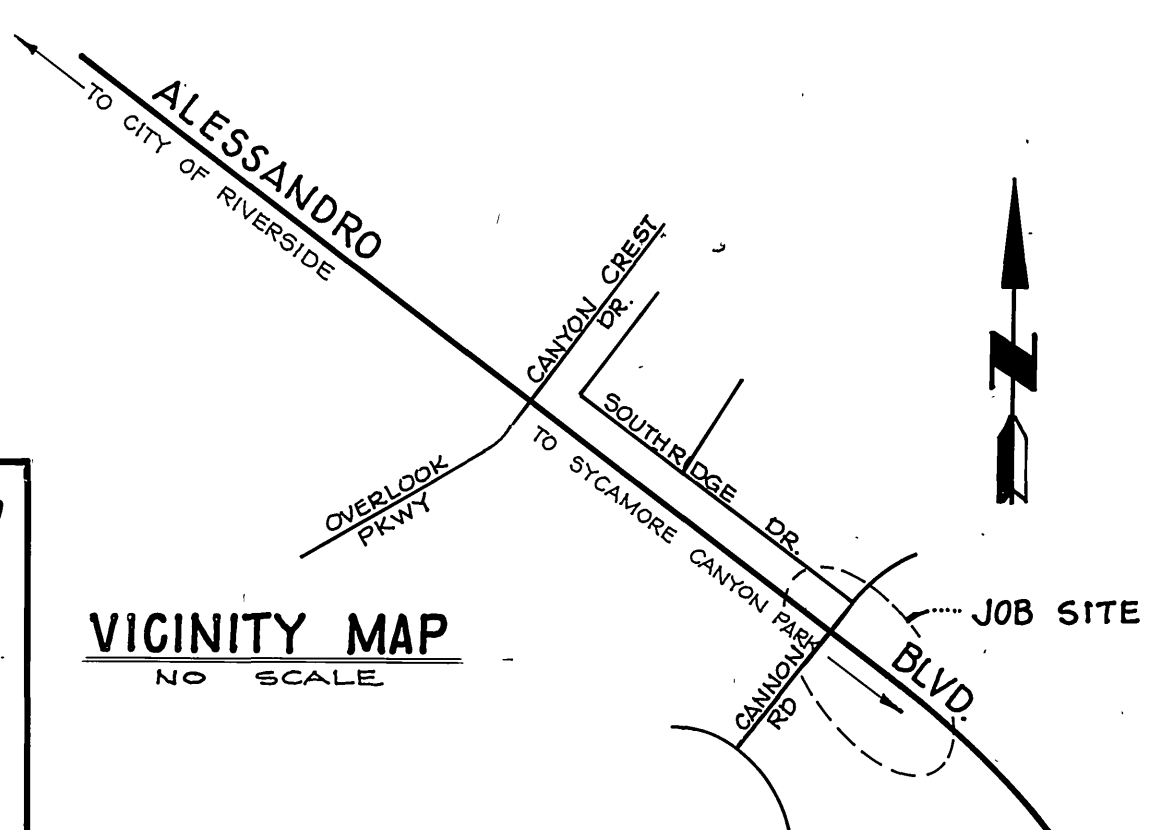 ALESSANDRO
TO CITY OF RIVERSIDE
CANYON CREST
DR.
SOUTHRIDGE DR.
OVERLOOK
PKWY
TO SYCAMORE CANYON PARK
N
JOB SITE
BLVD.
CANNON
RD
VICINITY MAP
NO SCALE